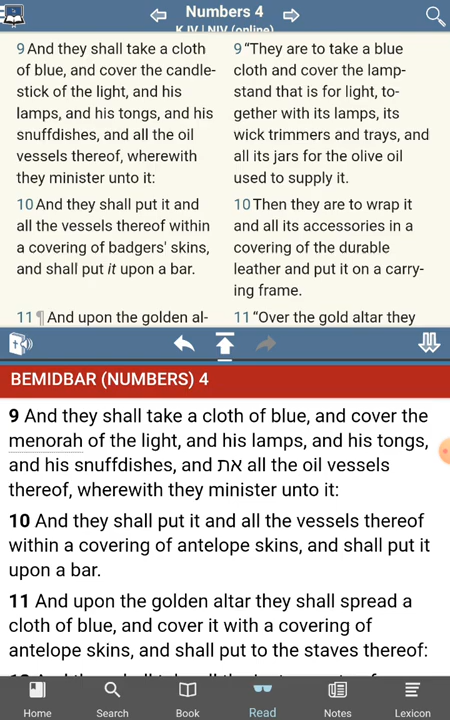 Numbers 4
KJV | NIV (online)
9 And they shall take a cloth
of blue, and cover the candle-
stick of the light, and his
lamps, and his tongs, and his
snuffdishes, and all the oil
vessels thereof, wherewith
they minister unto it:
10 And they shall put it and
all the vessels thereof within
a covering of badgers' skins,
and shall put it upon a bar.
11 ¶ And upon the golden al-
9 “They are to take a blue
cloth and cover the lamp-
stand that is for light, to-
gether with its lamps, its
wick trimmers and trays, and
all its jars for the olive oil
used to supply it.
10 Then they are to wrap it
and all its accessories in a
covering of the durable
leather and put it on a carry-
ing frame.
11 “Over the gold altar they
BEMIDBAR (NUMBERS) 4
9 And they shall take a cloth of blue, and cover the
menorah of the light, and his lamps, and his tongs,
and his snuffdishes, and את all the oil vessels
thereof, wherewith they minister unto it:
10 And they shall put it and all the vessels thereof
within a covering of antelope skins, and shall put it
upon a bar.
11 And upon the golden altar they shall spread a
cloth of blue, and cover it with a covering of
antelope skins, and shall put to the staves thereof:
Home
Search
Book
Read
Notes
Lexicon